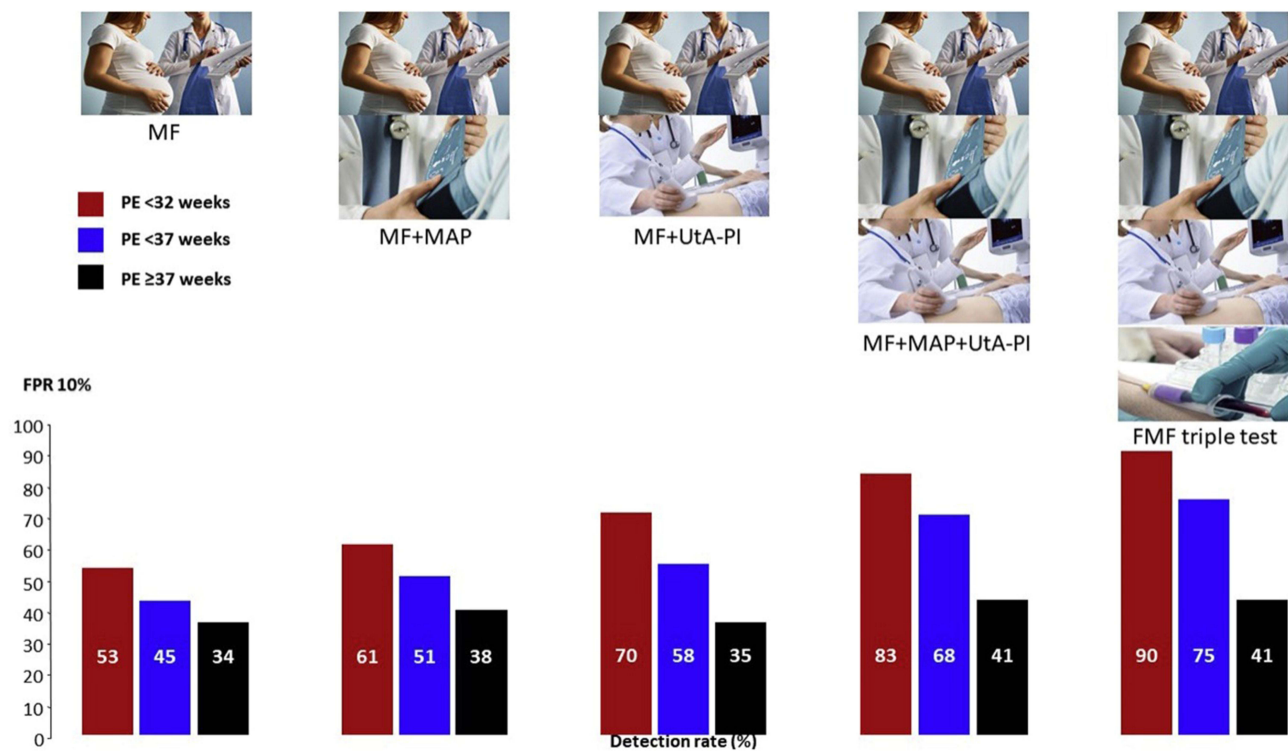 MF
MF+MAP
MF+UtA-PI
MF+MAP+UtA-PI
FMF triple test
PE <32 weeks
PE <37 weeks
PE ≥37 weeks
FPR 10%
100
90
80
70
60
50
40
30
20
10
0
53 45 34
61 51 38
70 58 35
83 68 41
90 75 41
Detection rate (%)